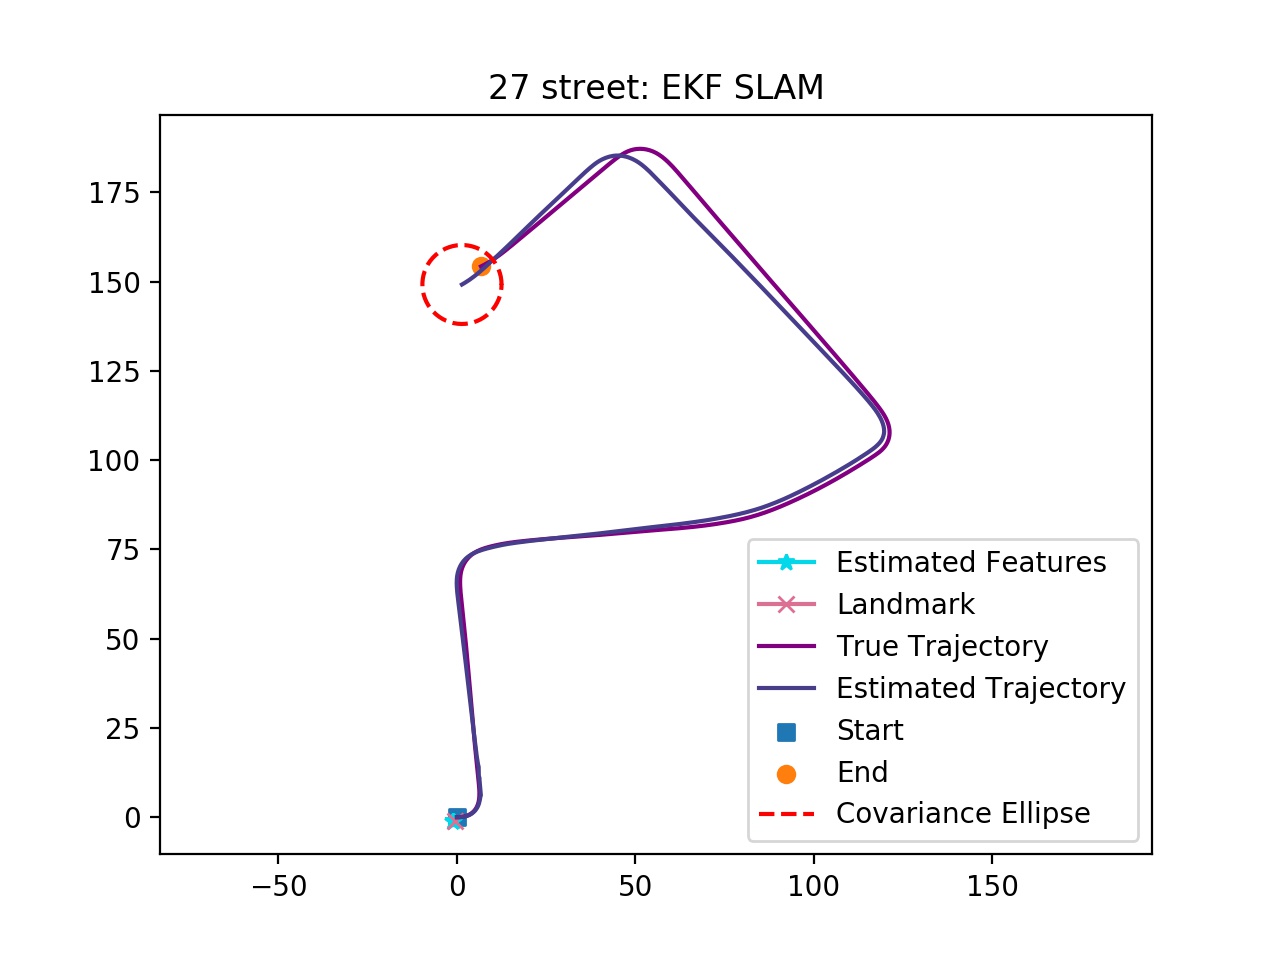 27 street: EKF SLAM
175
150
125
100
75
50
25
0
−50 0 50 100 150
Estimated Features
Landmark
True Trajectory
Estimated Trajectory
Start
End
Covariance Ellipse